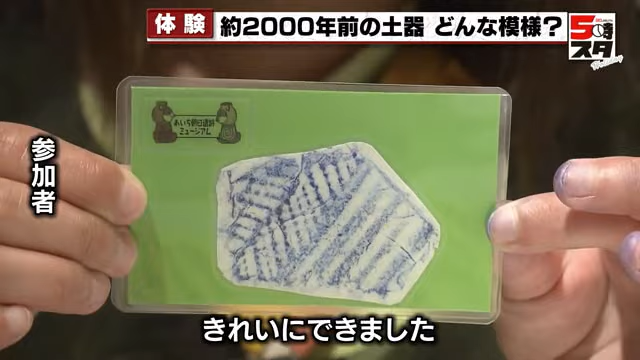 体験 約2000年前の土器 どんな模様?
5時スタ
Holiday
あいち朝日遺跡
ミュージアム
参加者
きれいにできました